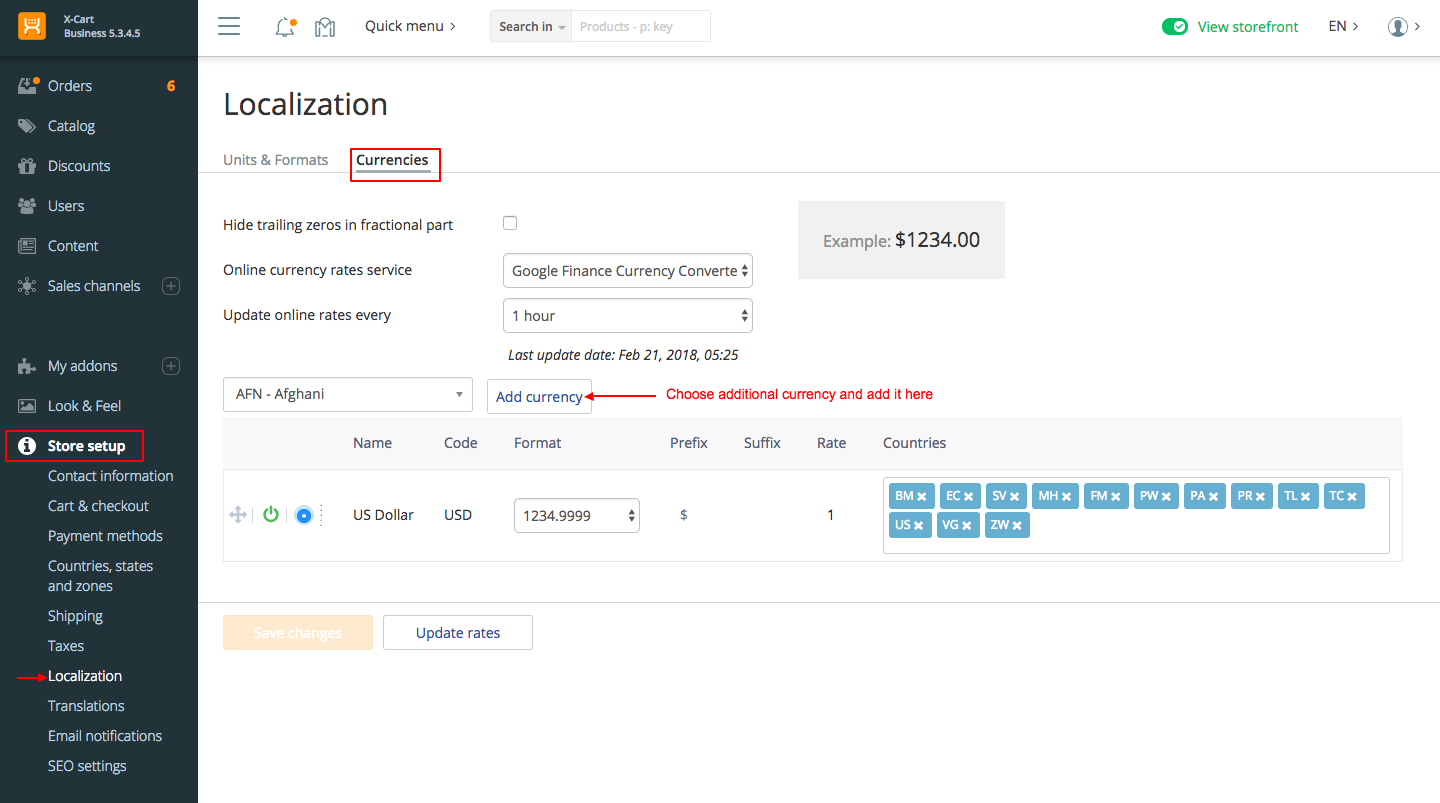 X-Cart
Business 5.3.4.5
Quick menu
Search in
Products - p: key
View storefront
EN
Orders
6
Catalog
Discounts
Users
Content
Sales channels
My addons
Look & Feel
Store setup
Contact information
Cart & checkout
Payment methods
Countries, states
and zones
Shipping
Taxes
Localization
Translations
Email notifications
SEO settings
Localization
Units & Formats
Currencies
Hide trailing zeros in fractional part
Example: $1234.00
Online currency rates service
Google Finance Currency Converte
Update online rates every
1 hour
Last update date: Feb 21, 2018, 05:25
AFN - Afghani
Add currency
Choose additional currency and add it here
Name Code Format Prefix Suffix Rate Countries
US Dollar USD 1234.9999 $ 1
BM EC SV MH FM PW PA PR TL TC
US VG ZW
Save changes
Update rates